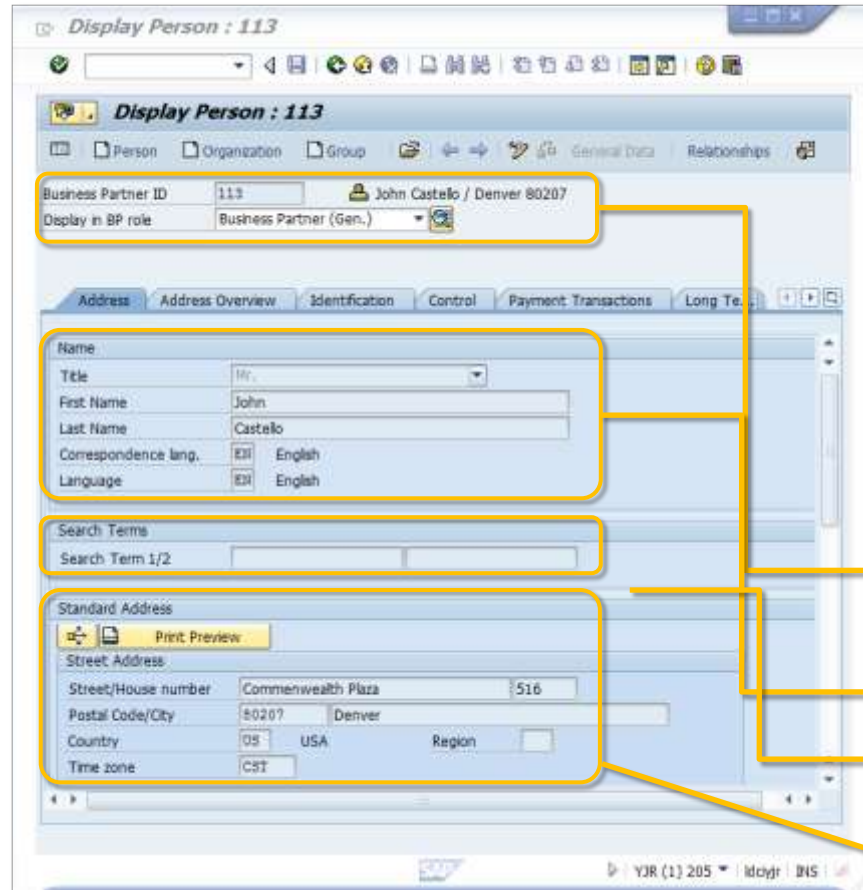 Display Person : 113
Display Person : 113
Person Organization Group General Data Relationships
Business Partner ID 113 John Castello / Denver 80207
Display in BP role Business Partner (Gen.)
Address Address Overview Identification Control Payment Transactions Long Te...
Name
Title Mr.
First Name John
Last Name Castello
Correspondence lang. EN English
Language EN English
Search Terms
Search Term 1/2
Standard Address
Print Preview
Street Address
Street/House number Commenwealth Plaza 516
Postal Code/City 80207 Denver
Country US USA Region
Time zone CST
SAP YJR (1) 205 ldciyjr INS